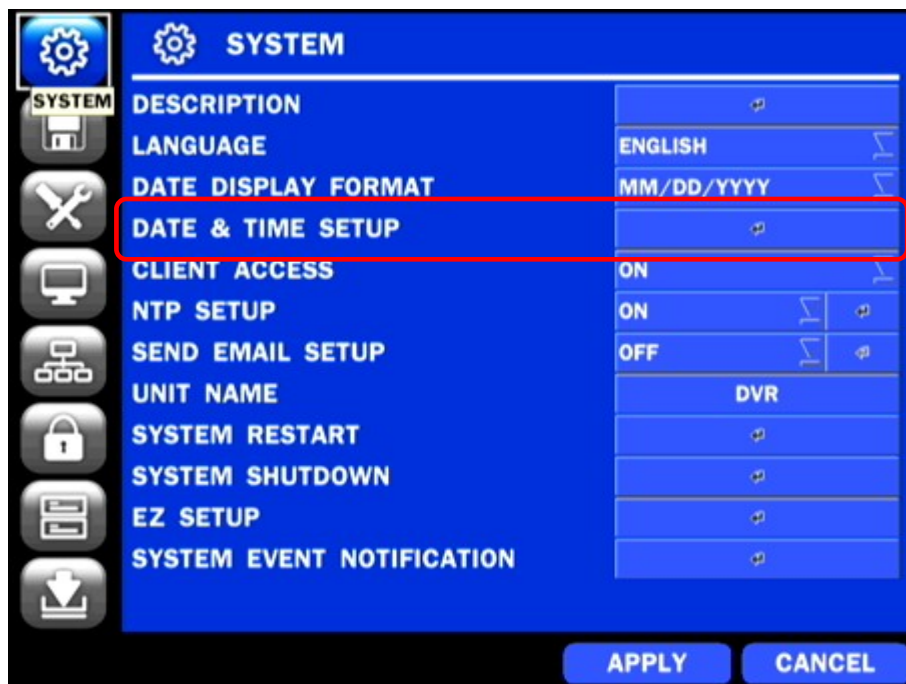 SYSTEM
SYSTEM
DESCRIPTION
LANGUAGE ENGLISH
DATE DISPLAY FORMAT MM/DD/YYYY
DATE & TIME SETUP
CLIENT ACCESS ON
NTP SETUP ON
SEND EMAIL SETUP OFF
UNIT NAME DVR
SYSTEM RESTART
SYSTEM SHUTDOWN
EZ SETUP
SYSTEM EVENT NOTIFICATION
APPLY CANCEL